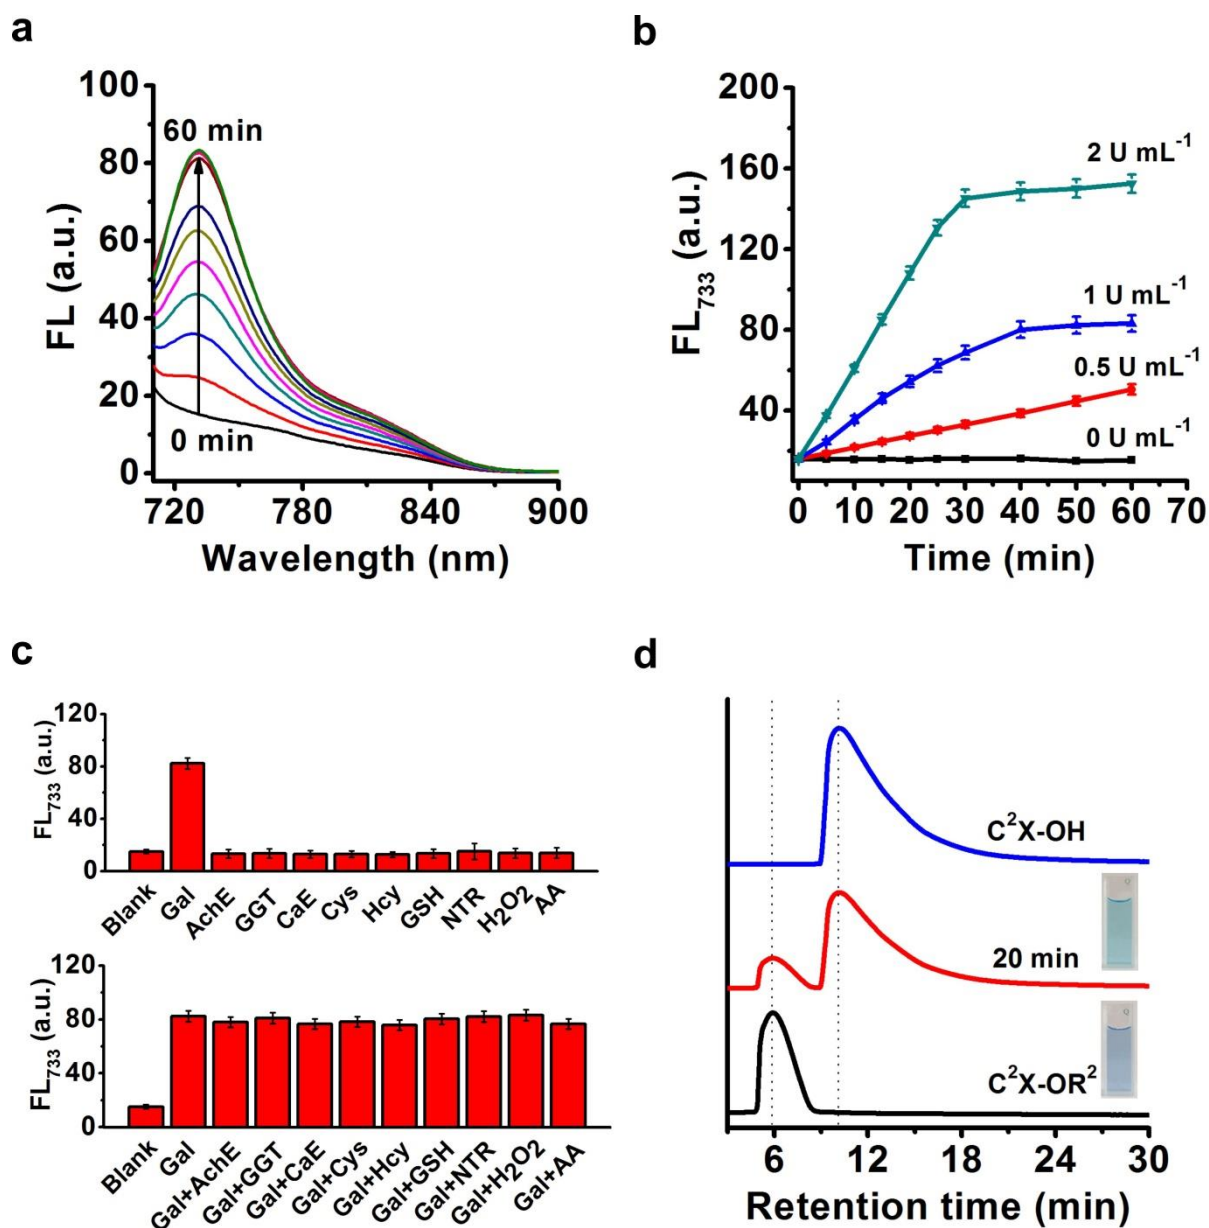 a
100
80
60
40
20
0
FL (a.u.)
60 min
0 min
720 780 840 900
Wavelength (nm)
b
200
160
120
80
40
FL733 (a.u.)
2 U mL-1
1 U mL-1
0.5 U mL-1
0 U mL-1
0 10 20 30 40 50 60 70
Time (min)
c
120
80
40
0
FL733 (a.u.)
Blank Gal AchE GGT CaE Cys Hcy GSH NTR H2O2 AA
120
80
40
0
FL733 (a.u.)
Blank Gal Gal+AchE Gal+GGT Gal+CaE Gal+Cys Gal+Hcy Gal+GSH Gal+NTR Gal+H2O2 Gal+AA
d
C2X-OH
20 min
C2X-OR2
6 12 18 24 30
Retention time (min)